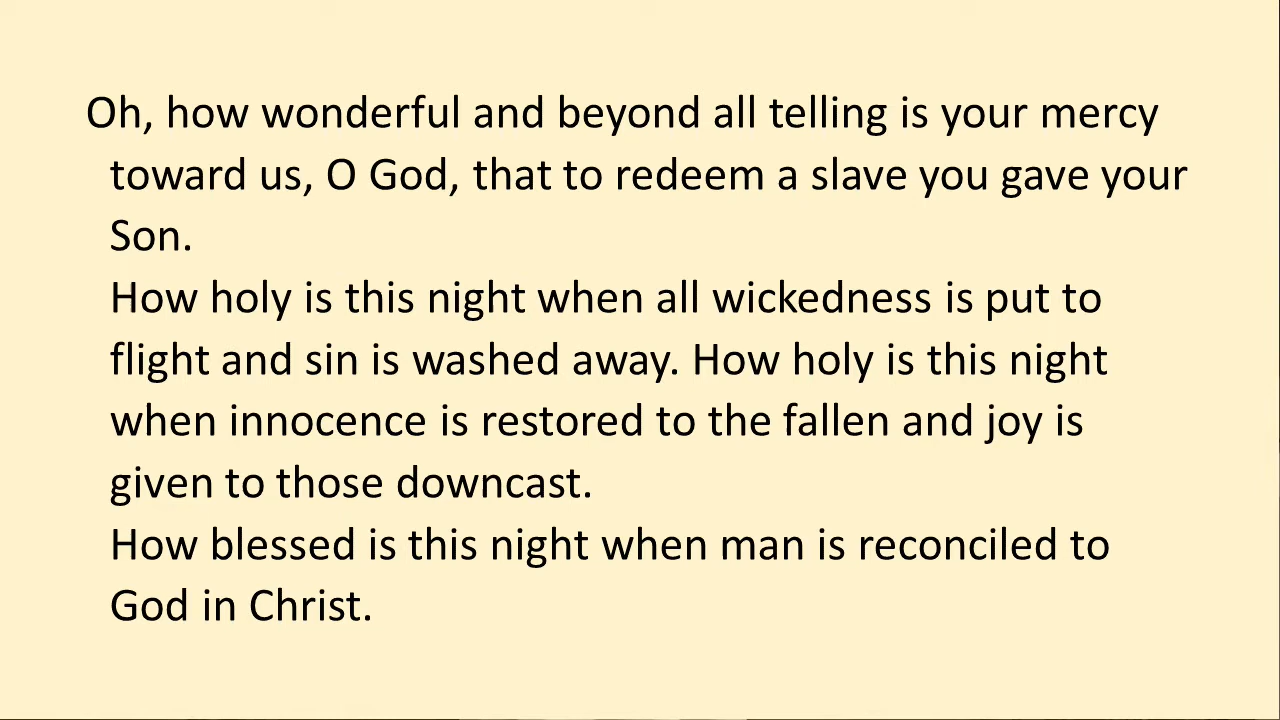 Oh, how wonderful and beyond all telling is your mercy
toward us, O God, that to redeem a slave you gave your
Son.
How holy is this night when all wickedness is put to
flight and sin is washed away. How holy is this night
when innocence is restored to the fallen and joy is
given to those downcast.
How blessed is this night when man is reconciled to
God in Christ.